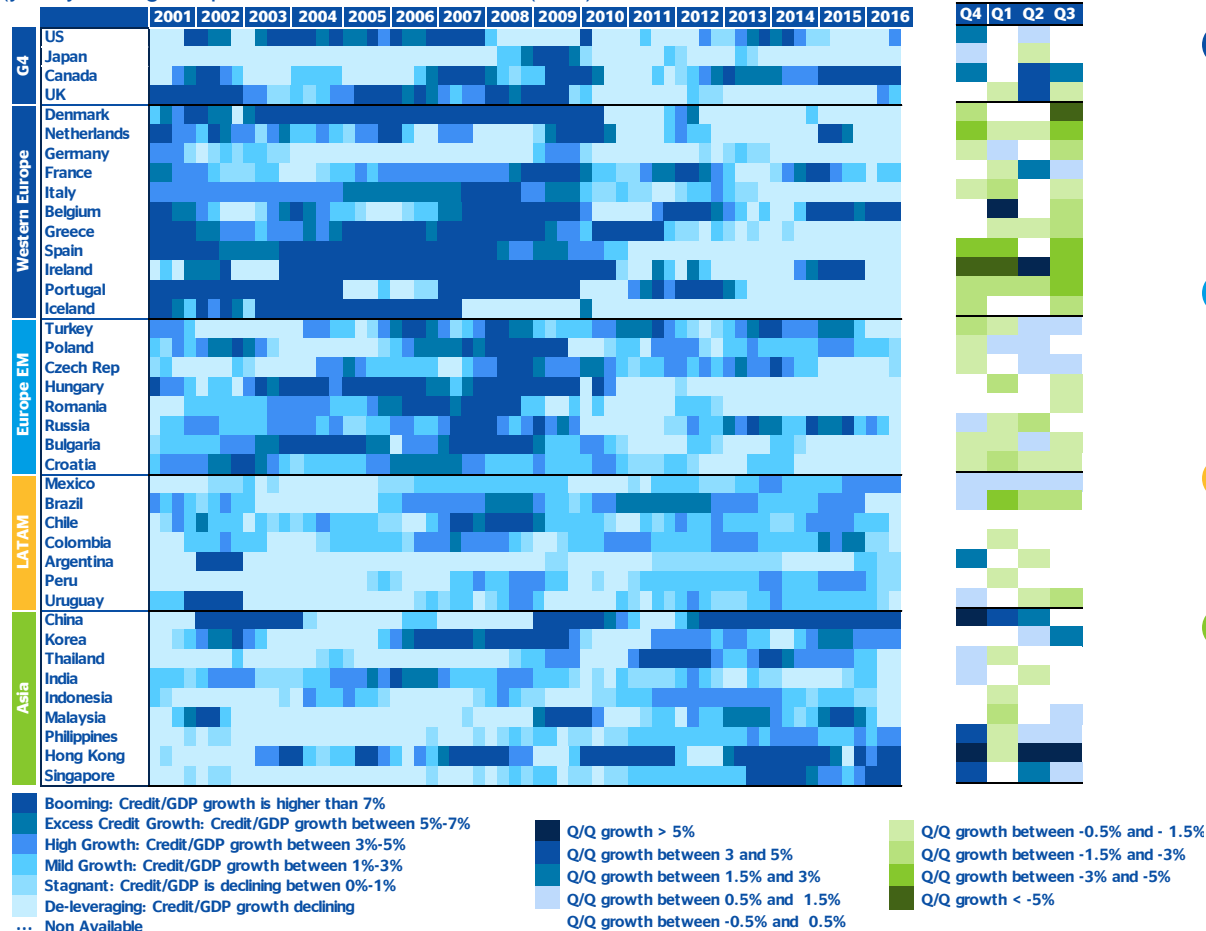 2001 2002 2003 2004 2005 2006 2007 2008 2009 2010 2011 2012 2013 2014 2015 2016 Q4 Q1 Q2 Q3
G4
US
Japan
Canada
UK
Western Europe
Denmark
Netherlands
Germany
France
Italy
Belgium
Greece
Spain
Ireland
Portugal
Iceland
Europe EM
Turkey
Poland
Czech Rep
Hungary
Romania
Russia
Bulgaria
Croatia
LATAM
Mexico
Brazil
Chile
Colombia
Argentina
Peru
Uruguay
Asia
China
Korea
Thailand
India
Indonesia
Malaysia
Philippines
Hong Kong
Singapore
Booming: Credit/GDP growth is higher than 7%
Excess Credit Growth: Credit/GDP growth between 5%-7%
High Growth: Credit/GDP growth between 3%-5%
Mild Growth: Credit/GDP growth between 1%-3%
Stagnant: Credit/GDP is declining betwen 0%-1%
De-leveraging: Credit/GDP growth declining
... Non Available
Q/Q growth > 5%
Q/Q growth between 3 and 5%
Q/Q growth between 1.5% and 3%
Q/Q growth between 0.5% and 1.5%
Q/Q growth between -0.5% and 0.5%
Q/Q growth between -0.5% and - 1.5%
Q/Q growth between -1.5% and -3%
Q/Q growth between -3% and -5%
Q/Q growth < -5%